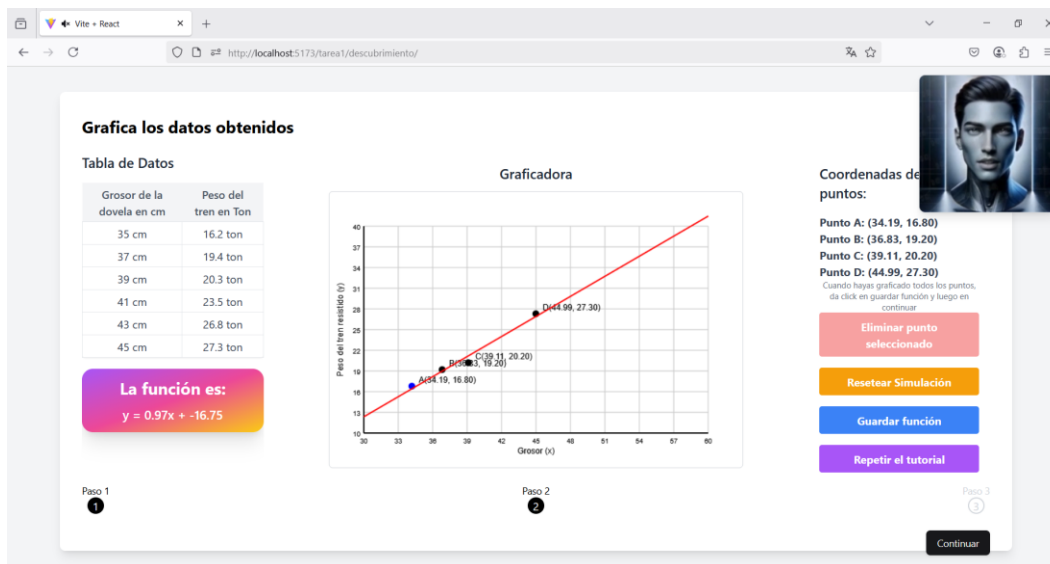 Vite + React
http://localhost:5173/tarea1/descubrimiento/
Grafica los datos obtenidos
Tabla de Datos
Grosor de la dovela en cm
Peso del tren en Ton
35 cm 16.2 ton
37 cm 19.4 ton
39 cm 20.3 ton
41 cm 23.5 ton
43 cm 26.8 ton
45 cm 27.3 ton
La función es:
y = 0.97x + -16.75
Graficadora
Peso del tren resistido (y)
40
37
34
31
28
25
22
19
16
13
10
D(44.99, 27.30)
C(39.11, 20.20)
B(36.83, 19.20)
A(34.19, 16.80)
30 33 36 39 42 45 48 51 54 57 60
Grosor (x)
Coordenadas de
puntos:
Punto A: (34.19, 16.80)
Punto B: (36.83, 19.20)
Punto C: (39.11, 20.20)
Punto D: (44.99, 27.30)
Cuando hayas graficado todos los puntos,
da click en guardar función y luego en
continuar
Eliminar punto
seleccionado
Resetear Simulación
Guardar función
Repetir el tutorial
Paso 1
1
Paso 2
2
Paso 3
3
Continuar